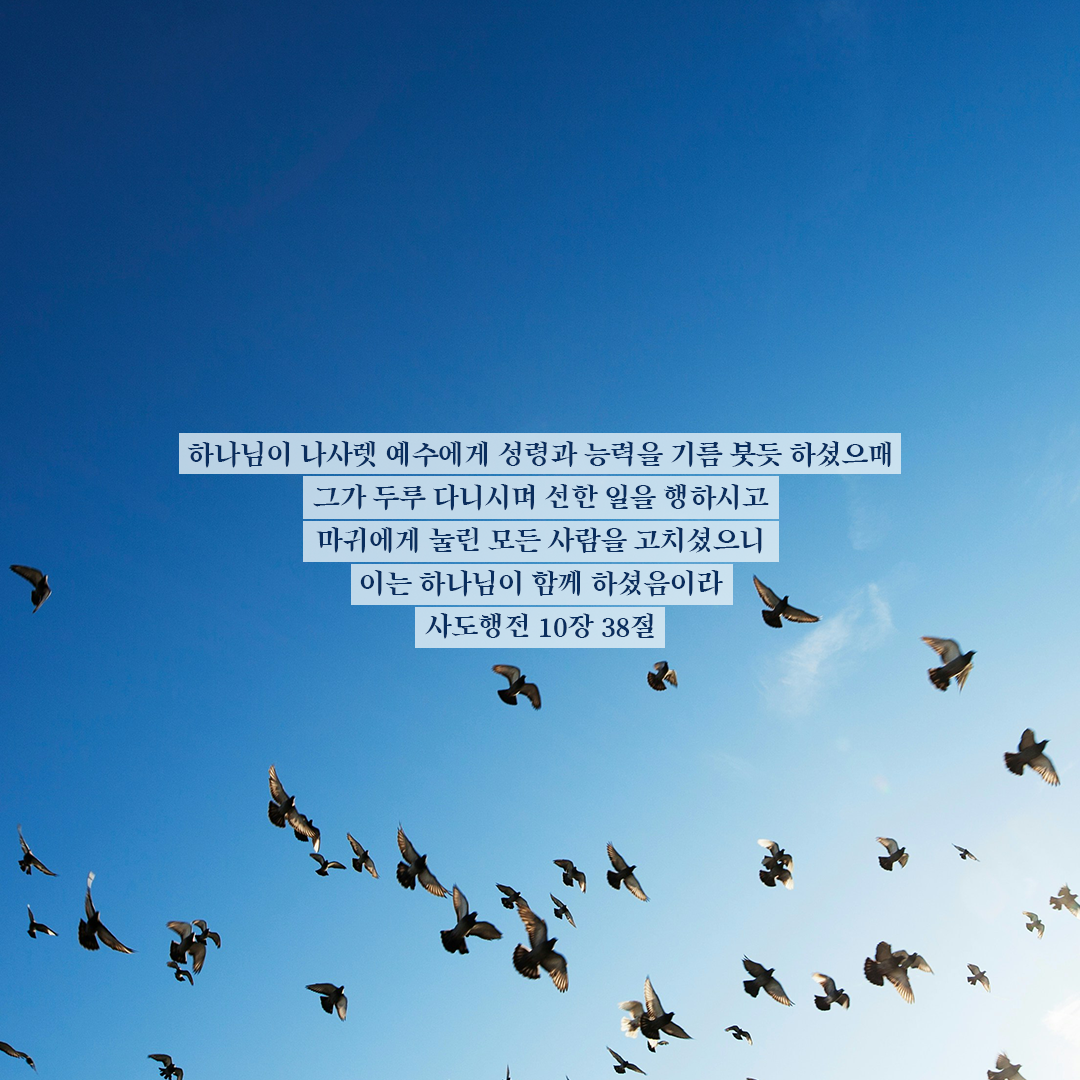 하나님이 나사렛 예수에게 성령과 능력을 기름 붓듯 하셨으매
그가 두루 다니시며 선한 일을 행하시고
마귀에게 눌린 모든 사람을 고치셨으니
이는 하나님이 함께 하셨음이라
사도행전 10장 38절